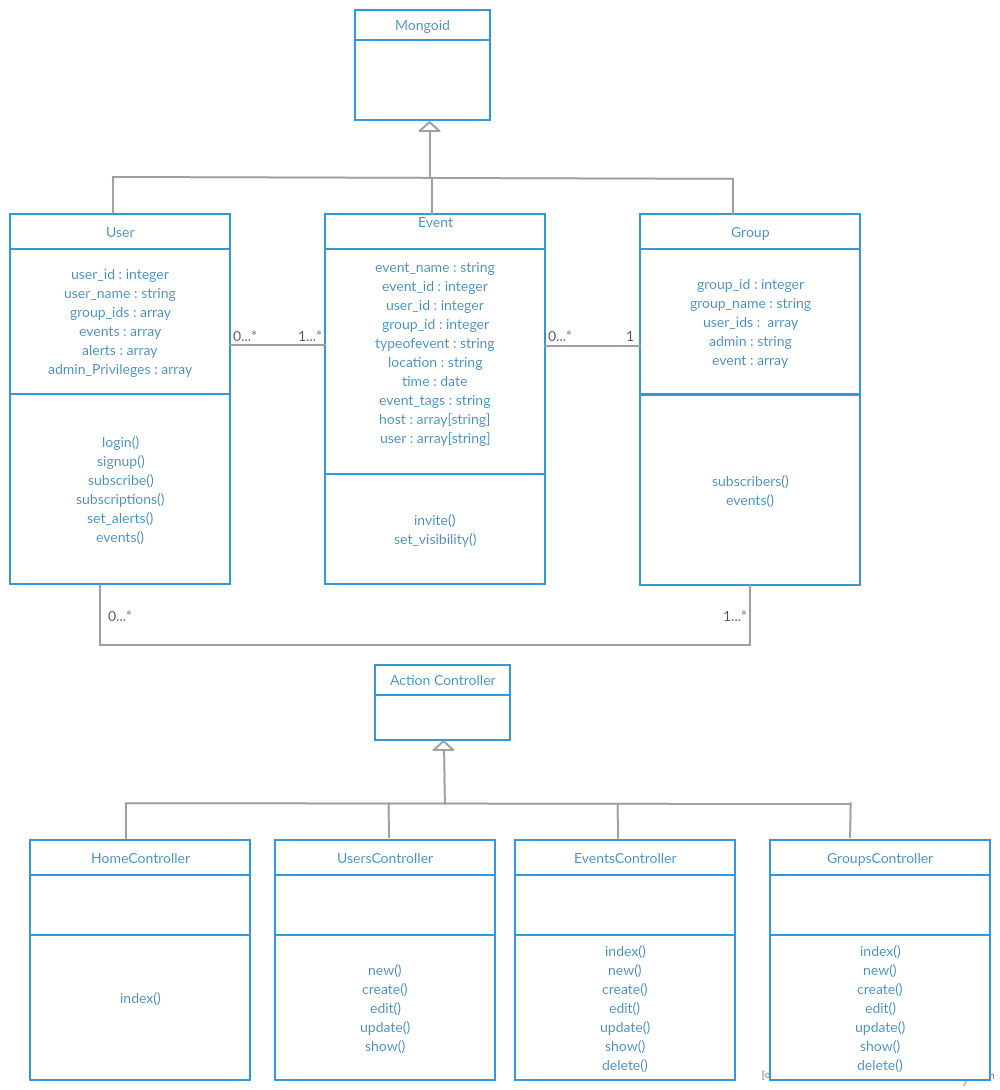 Mongoid
User
user_id : integer
user_name : string
group_ids : array
events : array
alerts : array
admin_Privileges : array
login()
signup()
subscribe()
subscriptions()
set_alerts()
events()
0...*
1...*
Event
event_name : string
event_id : integer
user_id : integer
group_id : integer
typeofevent : string
location : string
time : date
event_tags : string
host : array[string]
user : array[string]
invite()
set_visibility()
0...*
1
Group
group_id : integer
group_name : string
user_ids :  array
admin : string
event : array
subscribers()
events()
0...*
1...*
Action Controller
HomeController
index()
UsersController
new()
create()
edit()
update()
show()
EventsController
index()
new()
create()
edit()
update()
show()
delete()
GroupsController
index()
new()
create()
edit()
update()
show()
delete()